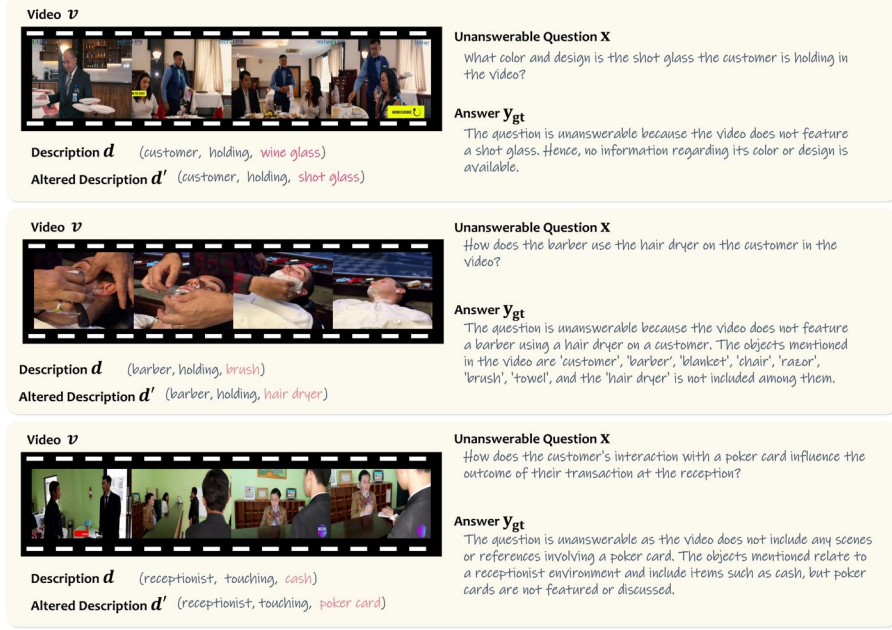 Video v
Unanswerable Question x
What color and design is the shot glass the customer is holding in
the video?
Answer y_gt
The question is unanswerable because the video does not feature
a shot glass. Hence, no information regarding its color or design is
available.
Description d (customer, holding, wine glass)
Altered Description d′ (customer, holding, shot glass)
Video v
Unanswerable Question x
How does the barber use the hair dryer on the customer in the
video?
Answer y_gt
The question is unanswerable because the video does not feature
a barber using a hair dryer on a customer. The objects mentioned
in the video are 'customer', 'barber', 'blanket', 'chair', 'razor',
'brush', 'towel', and the 'hair dryer' is not included among them.
Description d (barber, holding, brush)
Altered Description d′ (barber, holding, hair dryer)
Video v
Unanswerable Question x
How does the customer's interaction with a poker card influence the
outcome of their transaction at the reception?
Answer y_gt
The question is unanswerable as the video does not include any scenes
or references involving a poker card. The objects mentioned relate to
a receptionist environment and include items such as cash, but poker
cards are not featured or discussed.
Description d (receptionist, touching, cash)
Altered Description d′ (receptionist, touching, poker card)